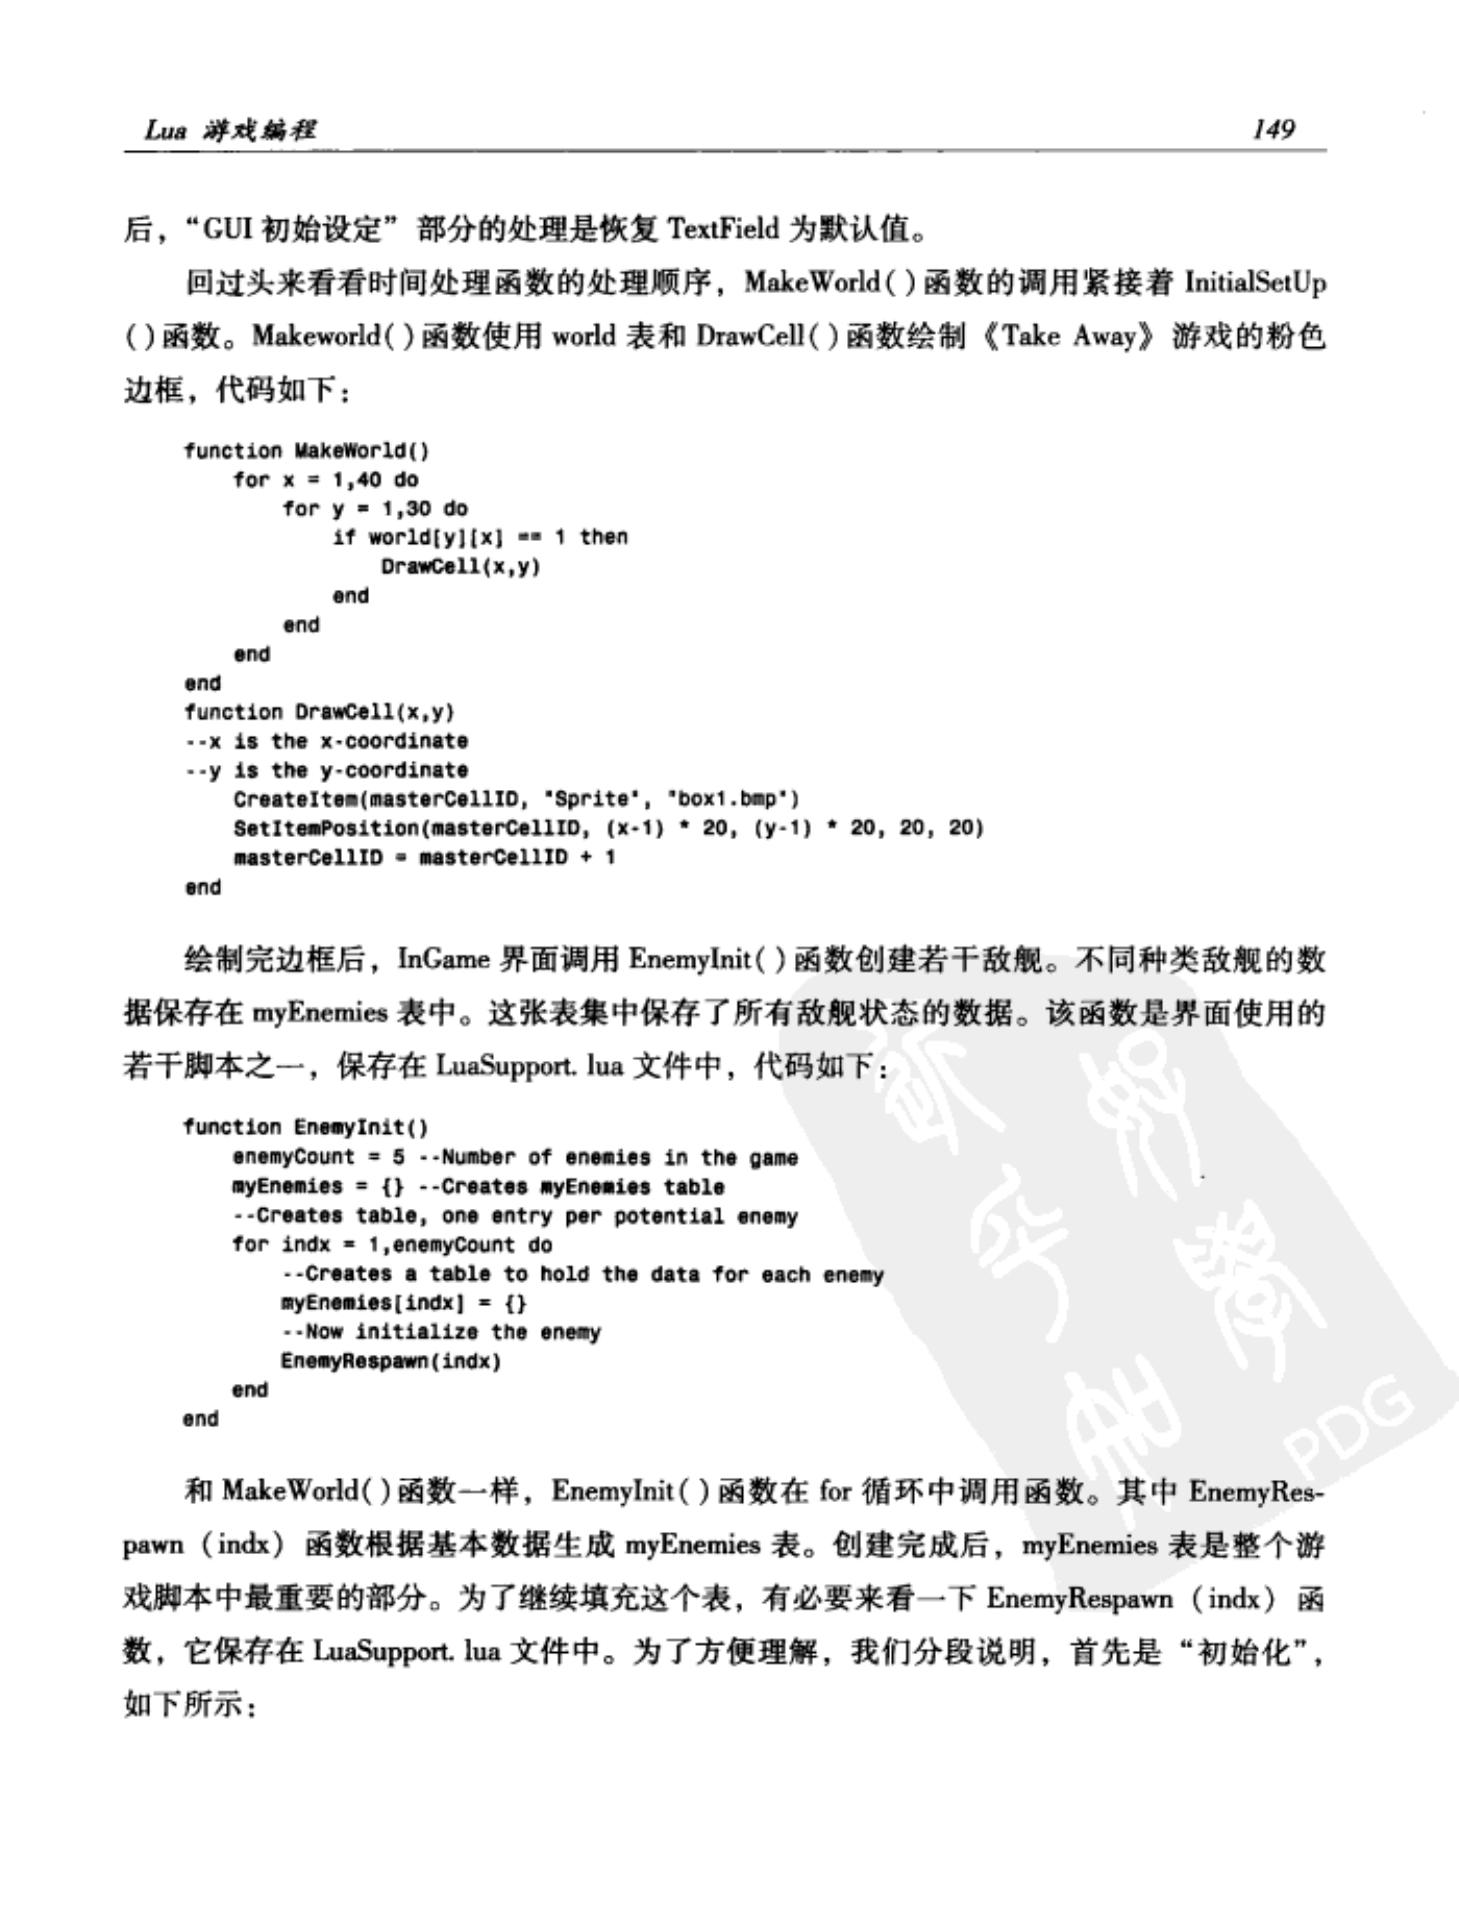 Lua 游戏编程 149
后，“GUI 初始设定” 部分的处理是恢复 TextField 为默认值。
回过头来看看时间处理函数的处理顺序，MakeWorld( )函数的调用紧接着 InitialSetUp
( )函数。Makeworld( )函数使用 world 表和 DrawCell( )函数绘制《Take Away》游戏的粉色
边框，代码如下：
function MakeWorld()
    for x = 1,40 do
        for y = 1,30 do
            if world[y][x] == 1 then
                DrawCell(x,y)
            end
        end
    end
end
function DrawCell(x,y)
--x is the x-coordinate
--y is the y-coordinate
    CreateItem(masterCellID, "Sprite", "box1.bmp")
    SetItemPosition(masterCellID, (x-1) * 20, (y-1) * 20, 20, 20)
    masterCellID = masterCellID + 1
end
绘制完边框后，InGame 界面调用 EnemyInit( )函数创建若干敌舰。不同种类敌舰的数
据保存在 myEnemies 表中。这张表集中保存了所有敌舰状态的数据。该函数是界面使用的
若干脚本之一，保存在 LuaSupport. lua 文件中，代码如下：
function EnemyInit()
    enemyCount = 5 --Number of enemies in the game
    myEnemies = {} --Creates myEnemies table
    --Creates table, one entry per potential enemy
    for indx = 1,enemyCount do
        --Creates a table to hold the data for each enemy
        myEnemies[indx] = {}
        --Now initialize the enemy
        EnemyRespawn(indx)
    end
end
和 MakeWorld( )函数一样，EnemyInit( )函数在 for 循环中调用函数。其中 EnemyRes-
pawn（indx）函数根据基本数据生成 myEnemies 表。创建完成后，myEnemies 表是整个游
戏脚本中最重要的部分。为了继续填充这个表，有必要来看一下 EnemyRespawn（indx）函
数，它保存在 LuaSupport. lua 文件中。为了方便理解，我们分段说明，首先是“初始化”，
如下所示：
PDG